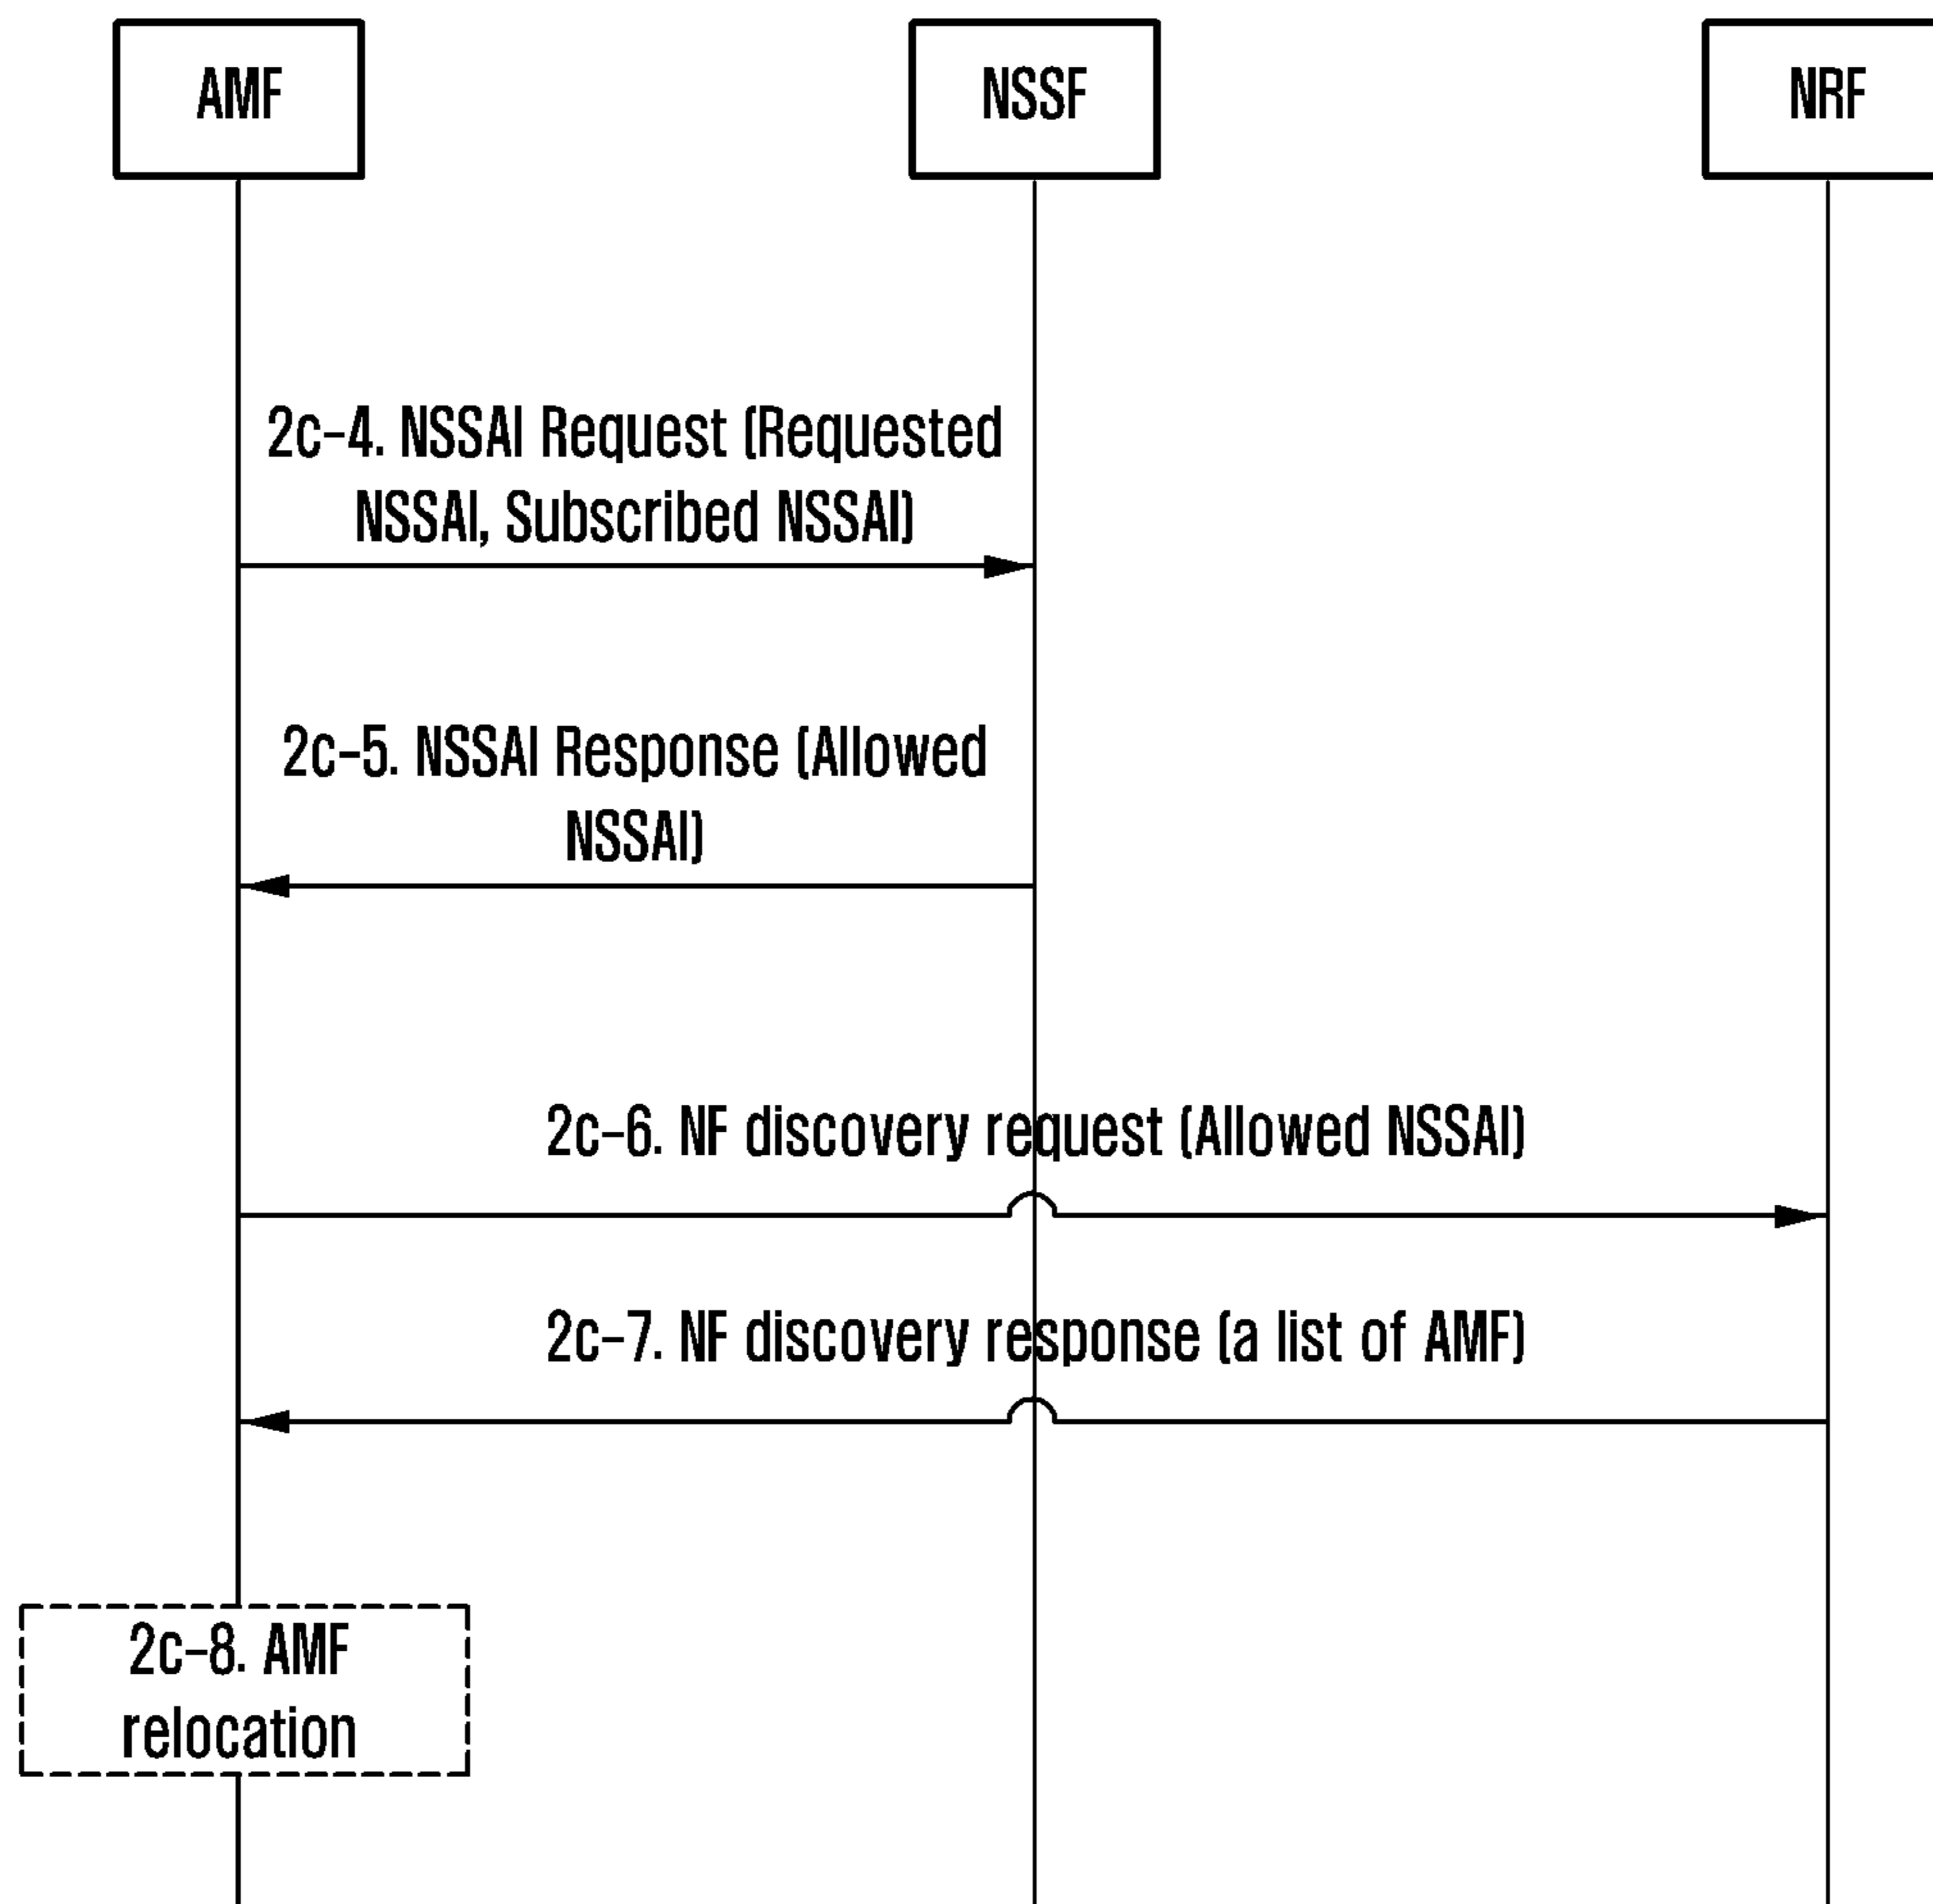 AMF
NSSF
NRF
2c-4. NSSAI Request (Requested
NSSAI, Subscribed NSSAI)
2c-5. NSSAI Response (Allowed
NSSAI)
2c-6. NF discovery request (Allowed NSSAI)
2c-7. NF discovery response (a list of AMF)
2c-8. AMF
relocation